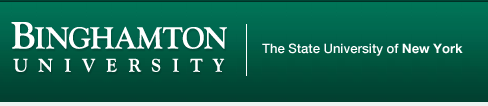 BINGHAMTON
UNIVERSITY
The State University of New York